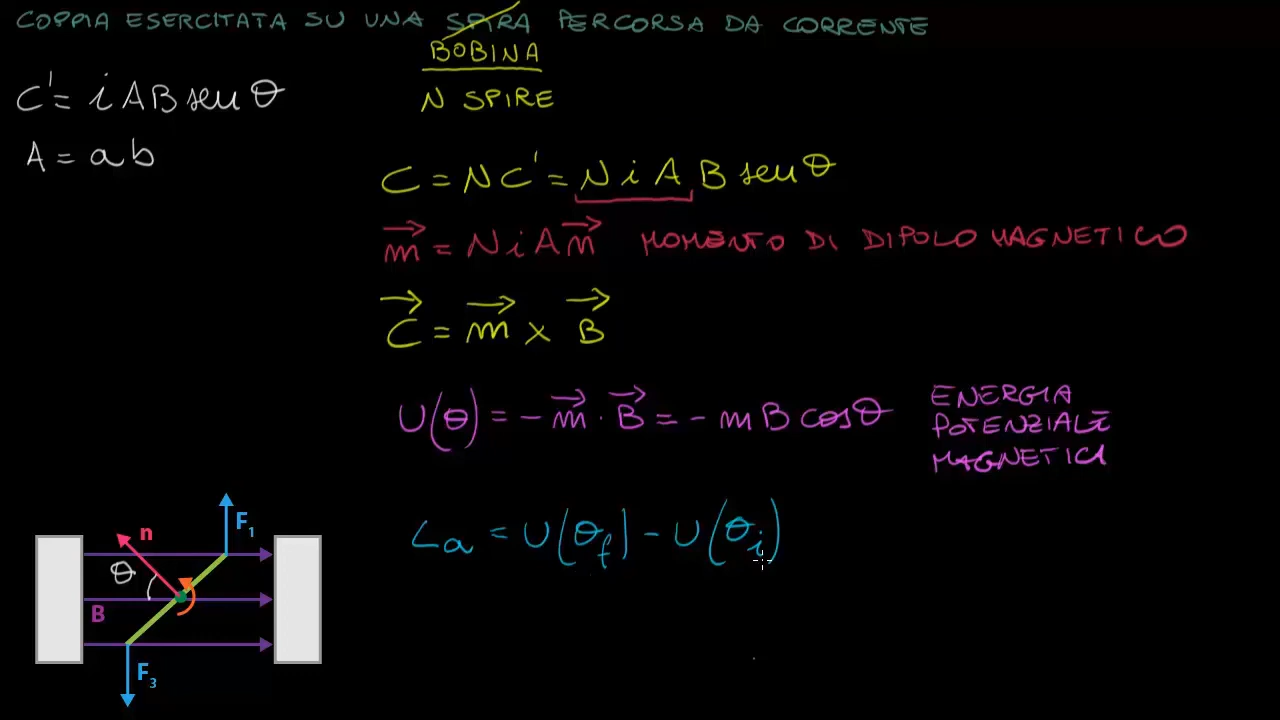 COPPIA ESERCITATA SU UNA SPIRA PERCORSA DA CORRENTE
BOBINA
N SPIRE
C' = i A B sen θ
A = a b
C = N C' = N i A B sen θ
m⃗ = N i A n⃗ MOMENTO DI DIPOLO MAGNETICO
C⃗ = m⃗ × B⃗
U(θ) = - m⃗ · B⃗ = - m B cos θ
ENERGIA
POTENZIALE
MAGNETICA
La = U(θf) - U(θi)
F1
n
θ
B
F3